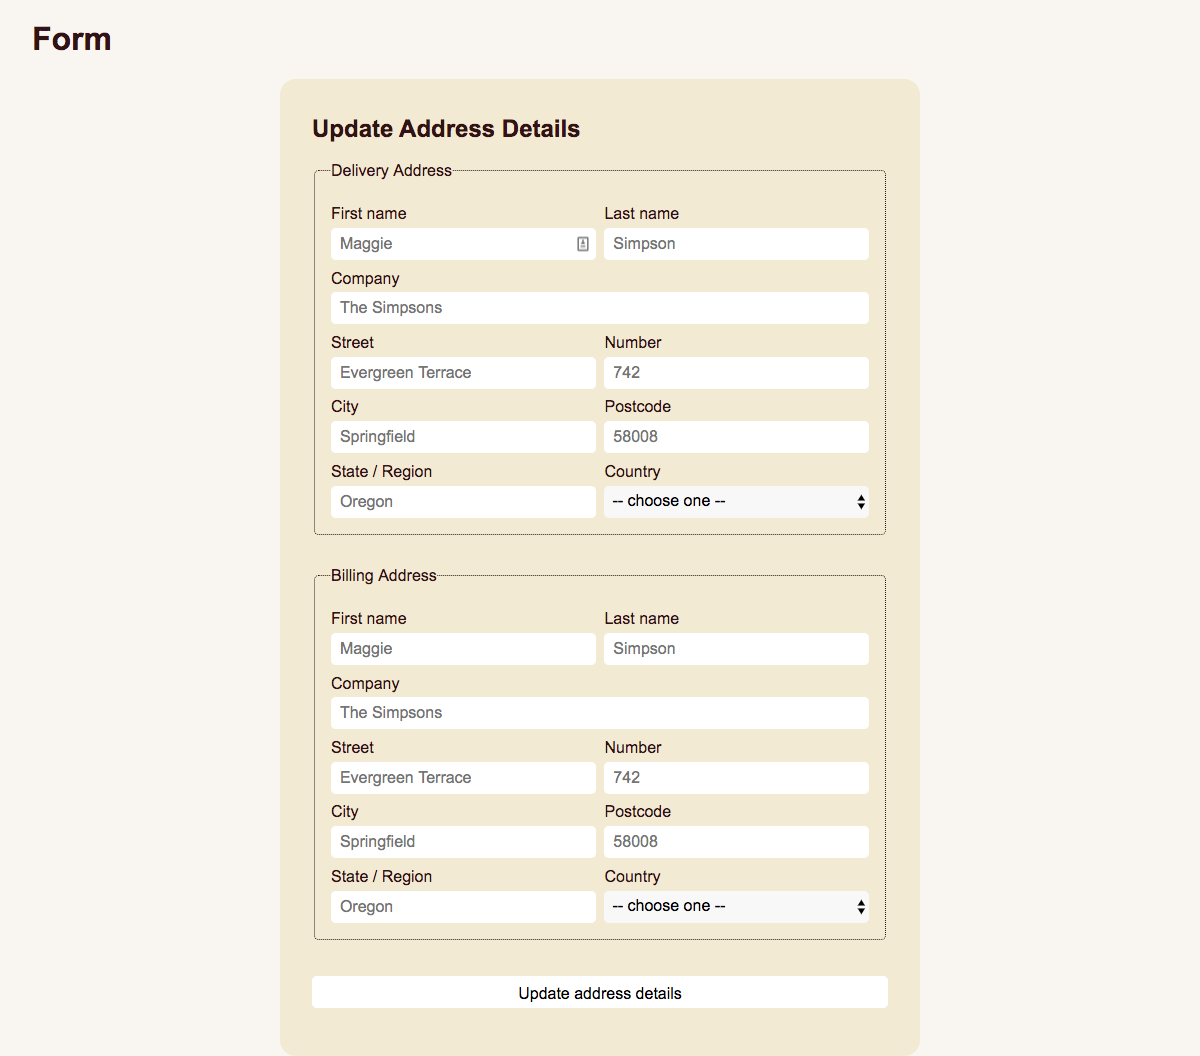 Form
Update Address Details
Delivery Address
First name Last name
Maggie Simpson
Company
The Simpsons
Street Number
Evergreen Terrace 742
City Postcode
Springfield 58008
State / Region Country
Oregon -- choose one --
Billing Address
First name Last name
Maggie Simpson
Company
The Simpsons
Street Number
Evergreen Terrace 742
City Postcode
Springfield 58008
State / Region Country
Oregon -- choose one --
Update address details